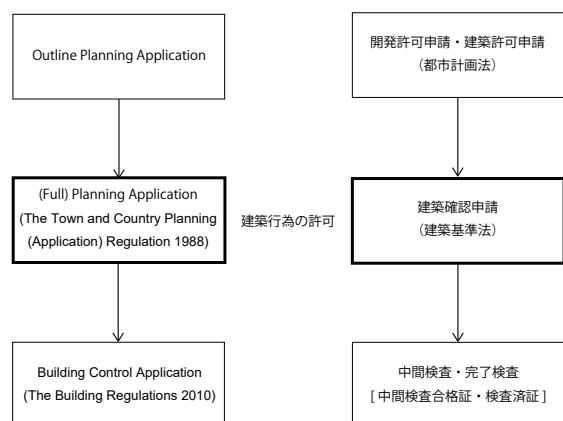 Outline Planning Application
開発許可申請・建築許可申請
（都市計画法）
(Full) Planning Application
(The Town and Country Planning
(Application) Regulation 1988)
建築行為の許可
建築確認申請
（建築基準法）
Building Control Application
(The Building Regulations 2010)
中間検査・完了検査
[ 中間検査合格証・検査済証 ]